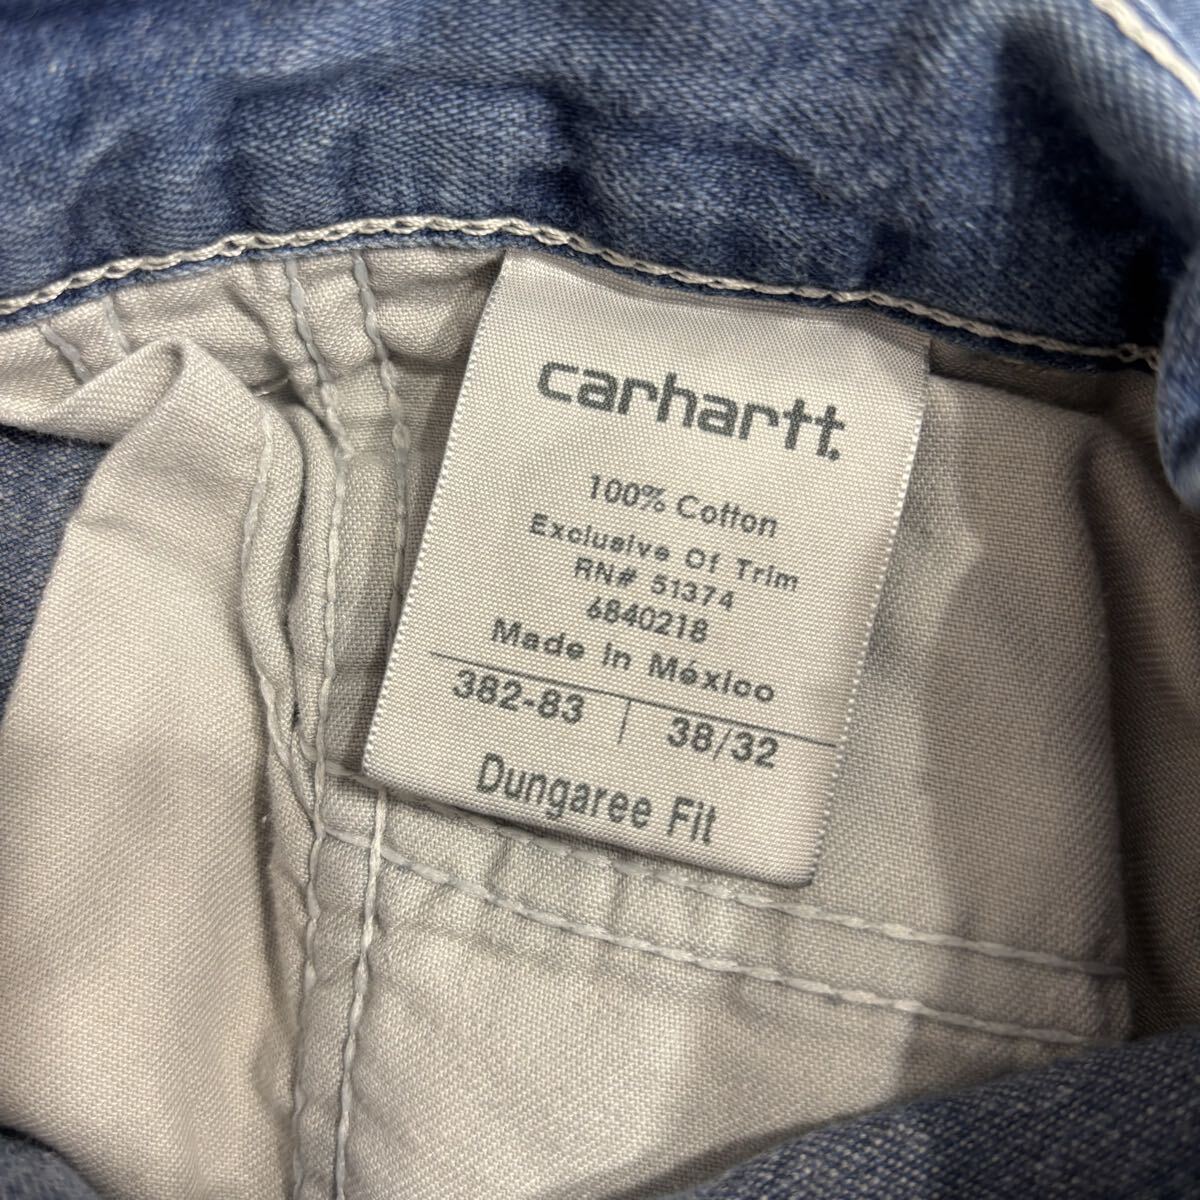 carhartt.
100% Cotton
Exclusive Of Trim
RN# 51374
6840218
Made In México
382-83 | 38/32
Dungaree Fit